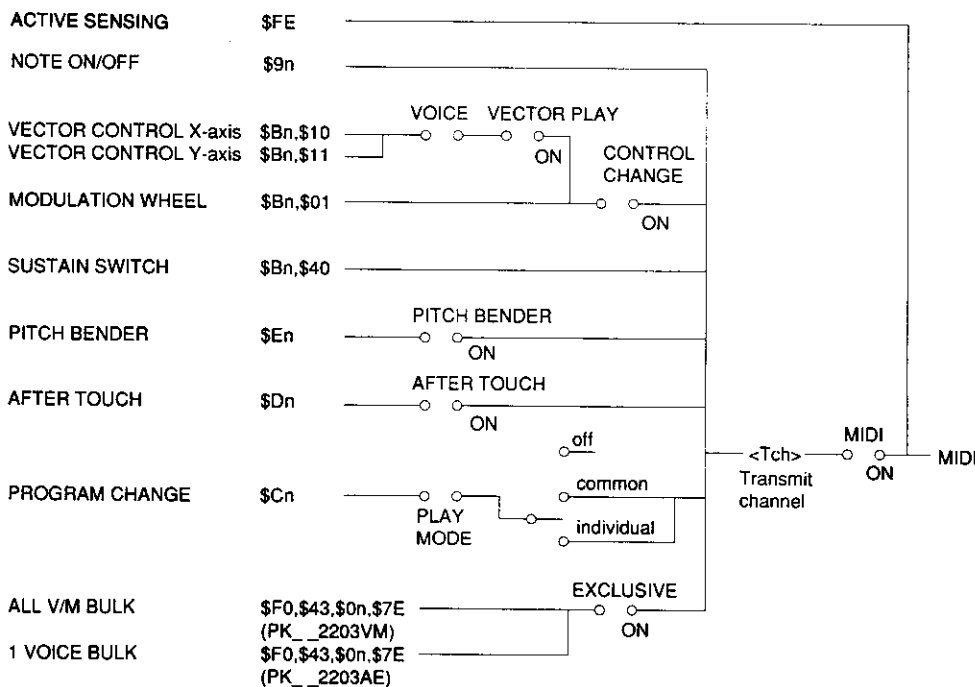 ACTIVE SENSING $FE
NOTE ON/OFF $9n
VOICE VECTOR PLAY
VECTOR CONTROL X-axis $Bn,$10
VECTOR CONTROL Y-axis $Bn,$11
ON
CONTROL
CHANGE
MODULATION WHEEL $Bn,$01
ON
SUSTAIN SWITCH $Bn,$40
PITCH BENDER
PITCH BENDER $En
ON
AFTER TOUCH
AFTER TOUCH $Dn
ON
off
MIDI
<Tch>
MIDI
Transmit
channel
ON
common
PROGRAM CHANGE $Cn
PLAY
MODE
individual
EXCLUSIVE
ALL V/M BULK $F0,$43,$0n,$7E
(PK_ _2203VM)
ON
1 VOICE BULK $F0,$43,$0n,$7E
(PK_ _2203AE)